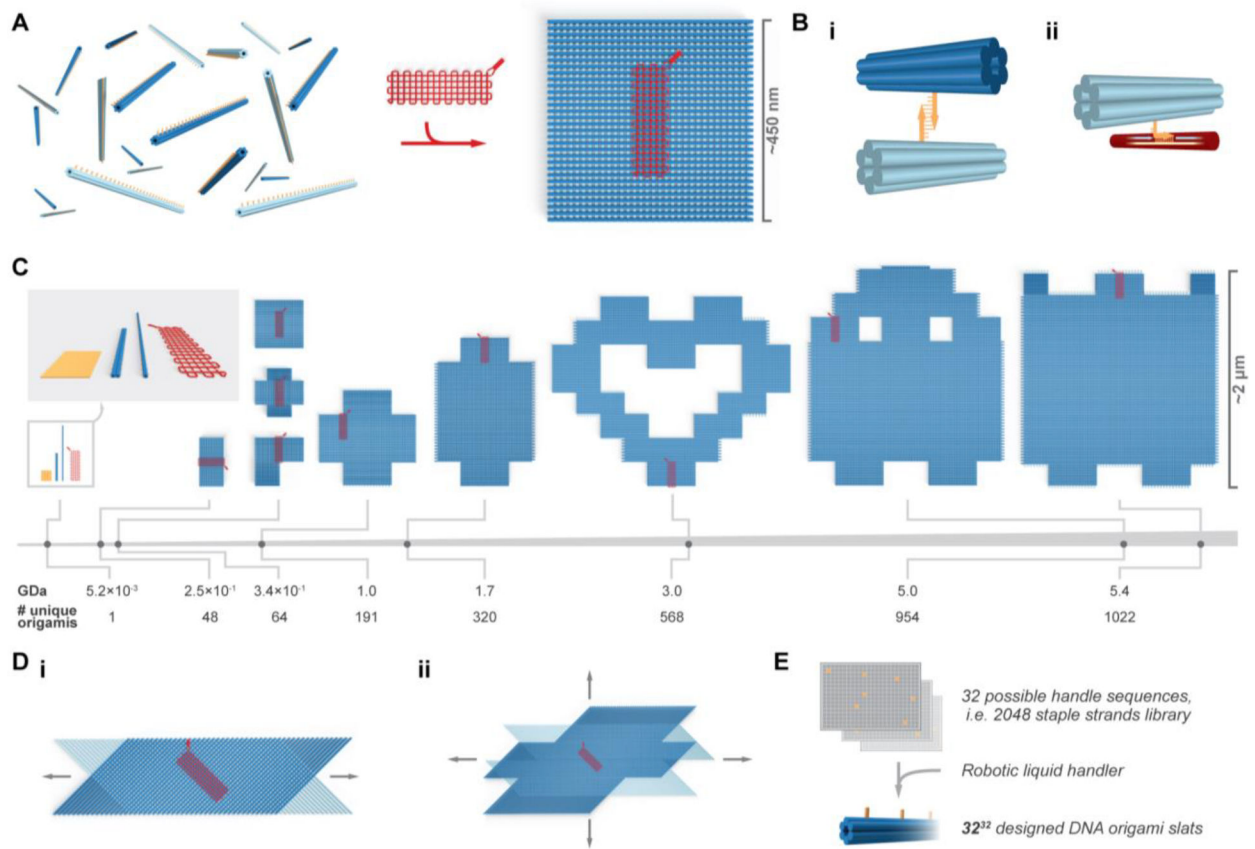 A
~450 nm
B
i
ii
C
~2 μm
GDa 5.2×10⁻³ 2.5×10⁻¹ 3.4×10⁻¹ 1.0 1.7 3.0 5.0 5.4
# unique
origamis 1 48 64 191 320 568 954 1022
D i
ii
E
32 possible handle sequences,
i.e. 2048 staple strands library
Robotic liquid handler
32³² designed DNA origami slats